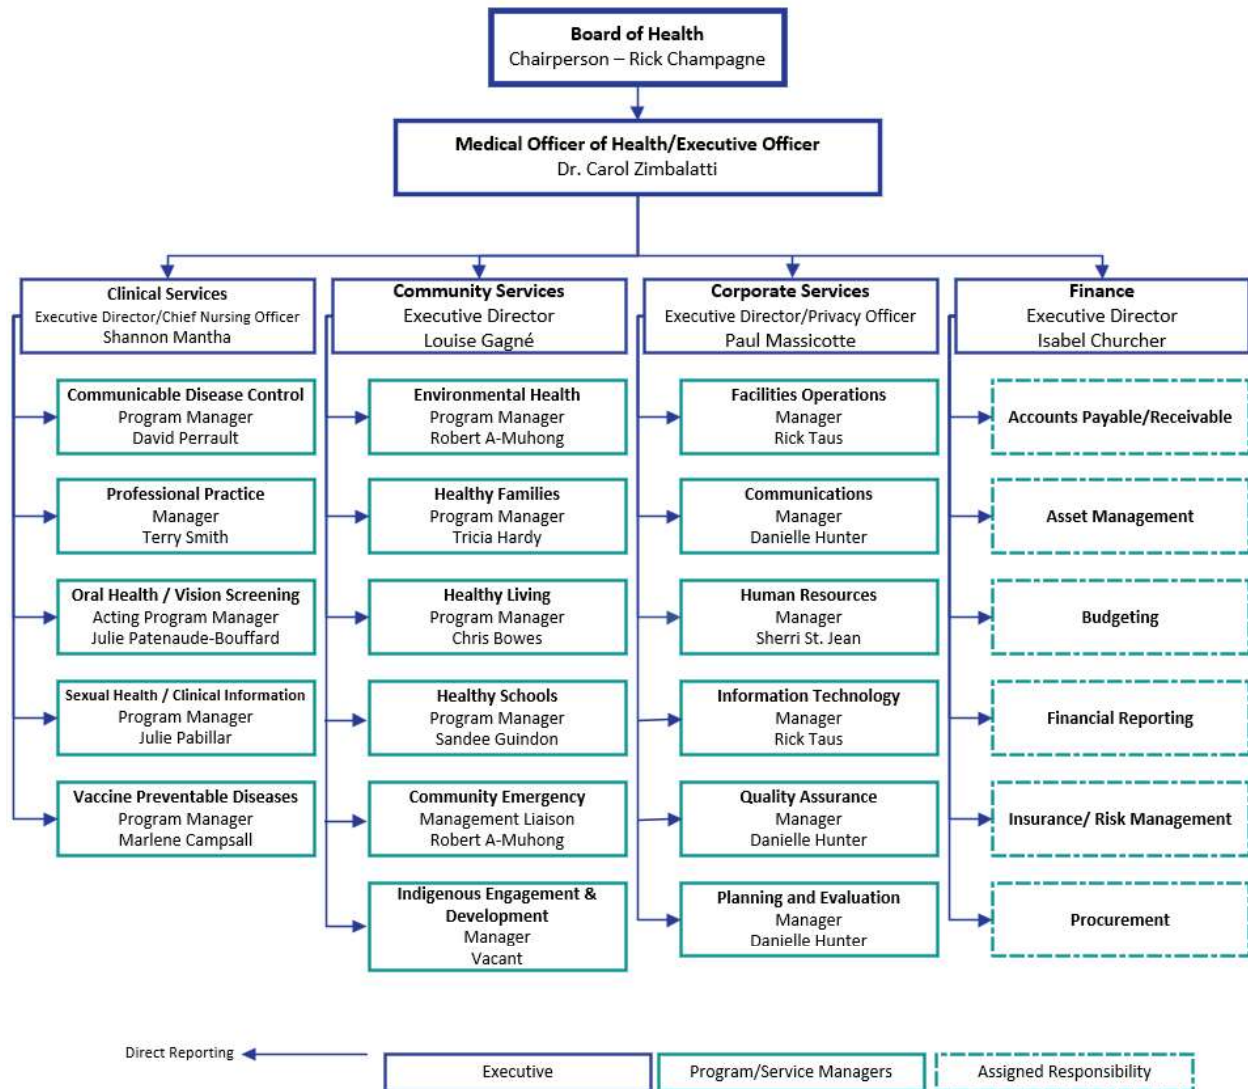 Board of Health
Chairperson – Rick Champagne
Medical Officer of Health/Executive Officer
Dr. Carol Zimbalatti
Clinical Services
Executive Director/Chief Nursing Officer
Shannon Mantha
Communicable Disease Control
Program Manager
David Perrault
Professional Practice
Manager
Terry Smith
Oral Health / Vision Screening
Acting Program Manager
Julie Patenaude-Bouffard
Sexual Health / Clinical Information
Program Manager
Julie Pabillar
Vaccine Preventable Diseases
Program Manager
Marlene Campsall
Community Services
Executive Director
Louise Gagné
Environmental Health
Program Manager
Robert A-Muhong
Healthy Families
Program Manager
Tricia Hardy
Healthy Living
Program Manager
Chris Bowes
Healthy Schools
Program Manager
Sandee Guindon
Community Emergency
Management Liaison
Robert A-Muhong
Indigenous Engagement &
Development
Manager
Vacant
Corporate Services
Executive Director/Privacy Officer
Paul Massicotte
Facilities Operations
Manager
Rick Taus
Communications
Manager
Danielle Hunter
Human Resources
Manager
Sherri St. Jean
Information Technology
Manager
Rick Taus
Quality Assurance
Manager
Danielle Hunter
Planning and Evaluation
Manager
Danielle Hunter
Finance
Executive Director
Isabel Churcher
Accounts Payable/Receivable
Asset Management
Budgeting
Financial Reporting
Insurance/ Risk Management
Procurement
Direct Reporting
Executive
Program/Service Managers
Assigned Responsibility